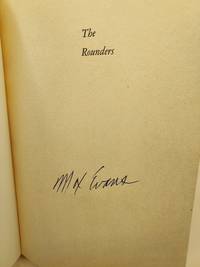 The
Rounders
Max Evans